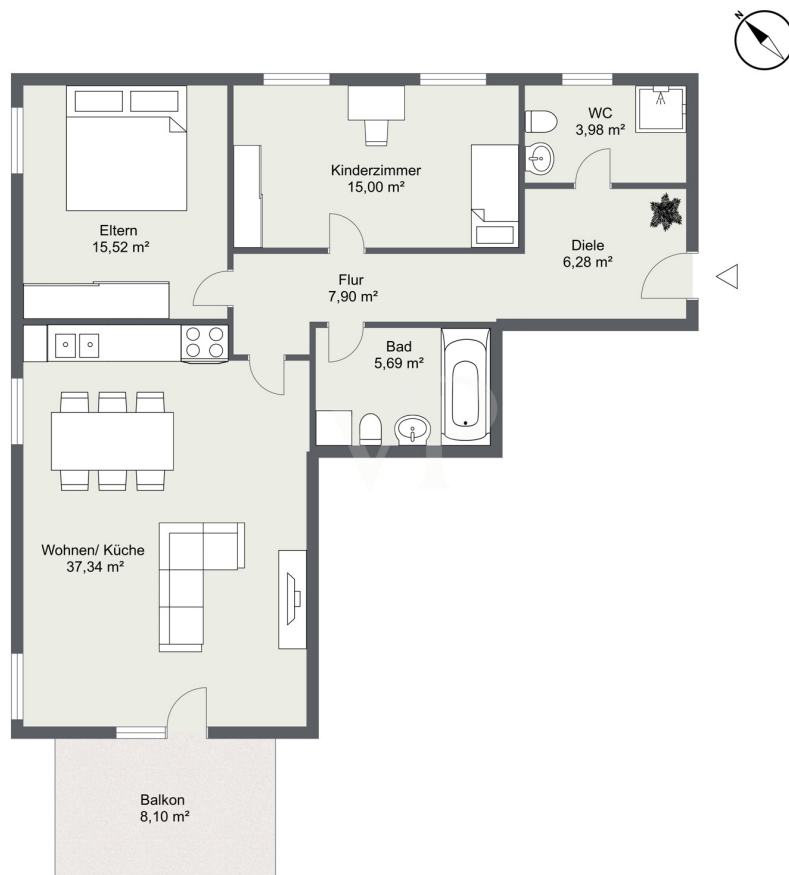 N
WC
3,98 m²
Kinderzimmer
15,00 m²
Eltern
15,52 m²
Diele
6,28 m²
Flur
7,90 m²
Bad
5,69 m²
VP
Wohnen/ Küche
37,34 m²
Balkon
8,10 m²